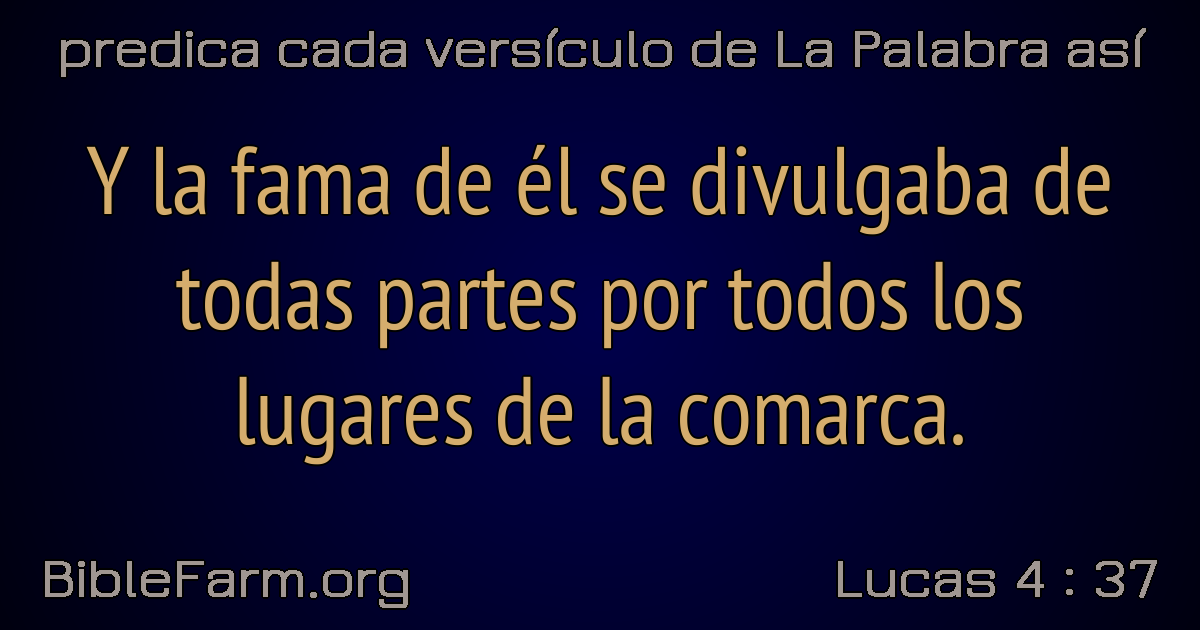 predica cada versículo de La Palabra así
Y la fama de él se divulgaba de
todas partes por todos los
lugares de la comarca.
BibleFarm.org
Lucas 4 : 37